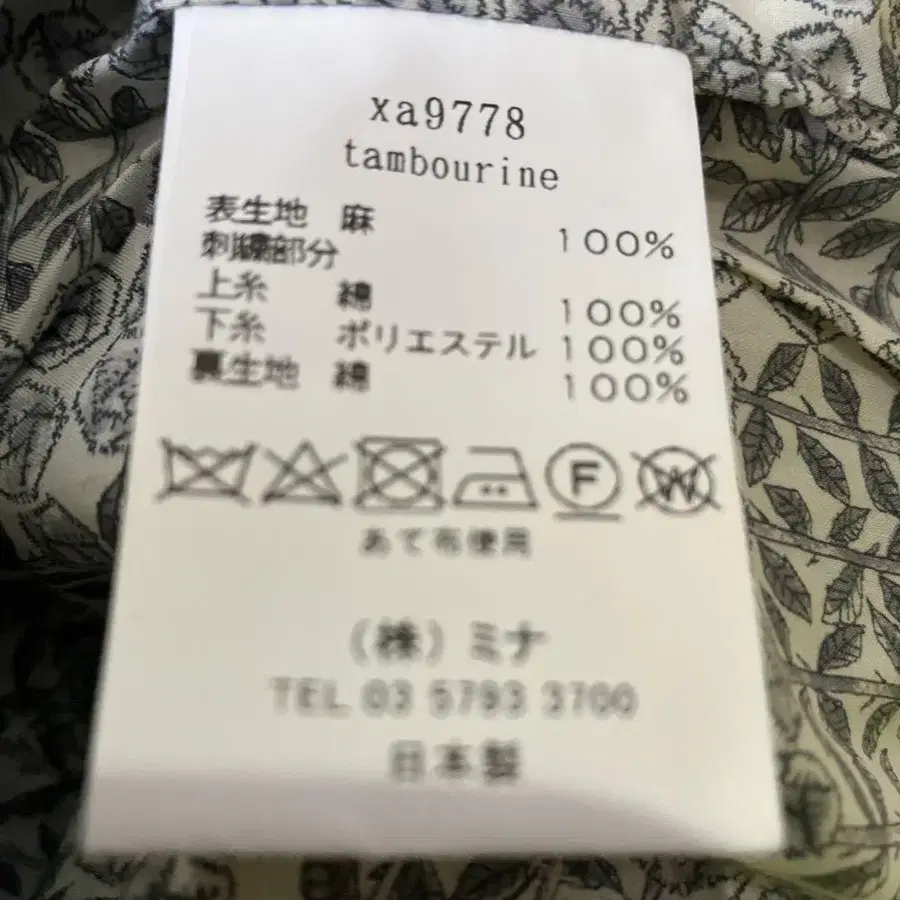 xa9778
tambourine
表生地 麻 100%
刺繍部分
上糸 綿 100%
下糸 ポリエステル 100%
裏生地 綿 100%
F W
あて布使用
（株）ミナ
TEL 03 5793 3700
日本製